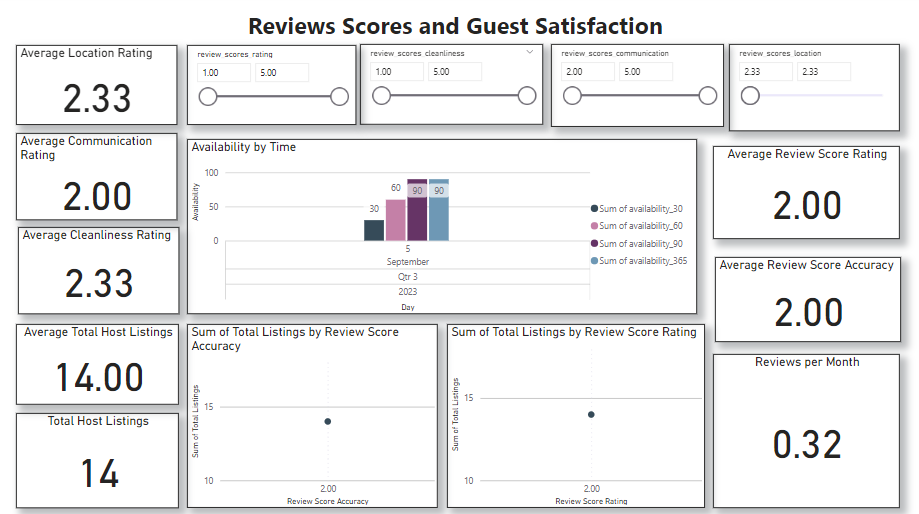 Reviews Scores and Guest Satisfaction
Average Location Rating
2.33
review_scores_rating
1.00
5.00
review_scores_cleanliness
1.00
5.00
review_scores_communication
2.00
5.00
review_scores_location
2.33
2.33
Average Communication
Rating
2.00
Availability by Time
Availability
100
50
0
30
60
90
90
5
September
Qtr 3
2023
Day
Sum of availability_30
Sum of availability_60
Sum of availability_90
Sum of availability_365
Average Review Score Rating
2.00
Average Cleanliness Rating
2.33
Average Review Score Accuracy
2.00
Average Total Host Listings
14.00
Sum of Total Listings by Review Score
Accuracy
Sum of Total Listings
15
10
2.00
Review Score Accuracy
Sum of Total Listings by Review Score Rating
Sum of Total Listings
15
10
2.00
Review Score Rating
Reviews per Month
0.32
Total Host Listings
14